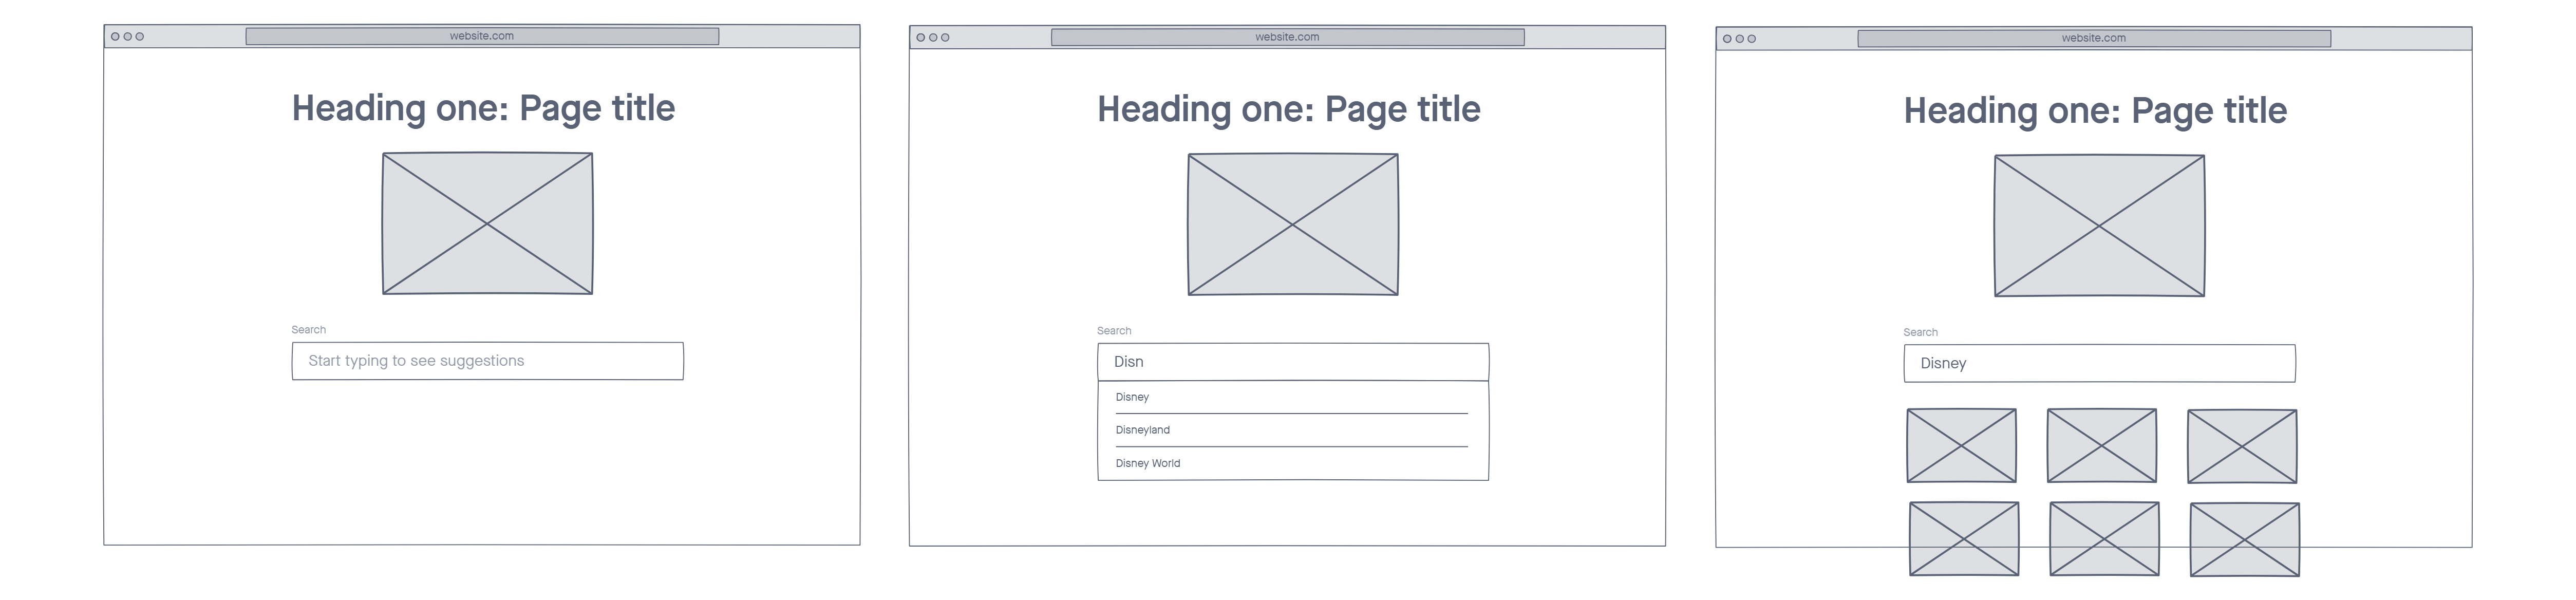 website.com
Heading one: Page title
Search
Start typing to see suggestions
website.com
Heading one: Page title
Search
Disn
Disney
Disneyland
Disney World
website.com
Heading one: Page title
Search
Disney